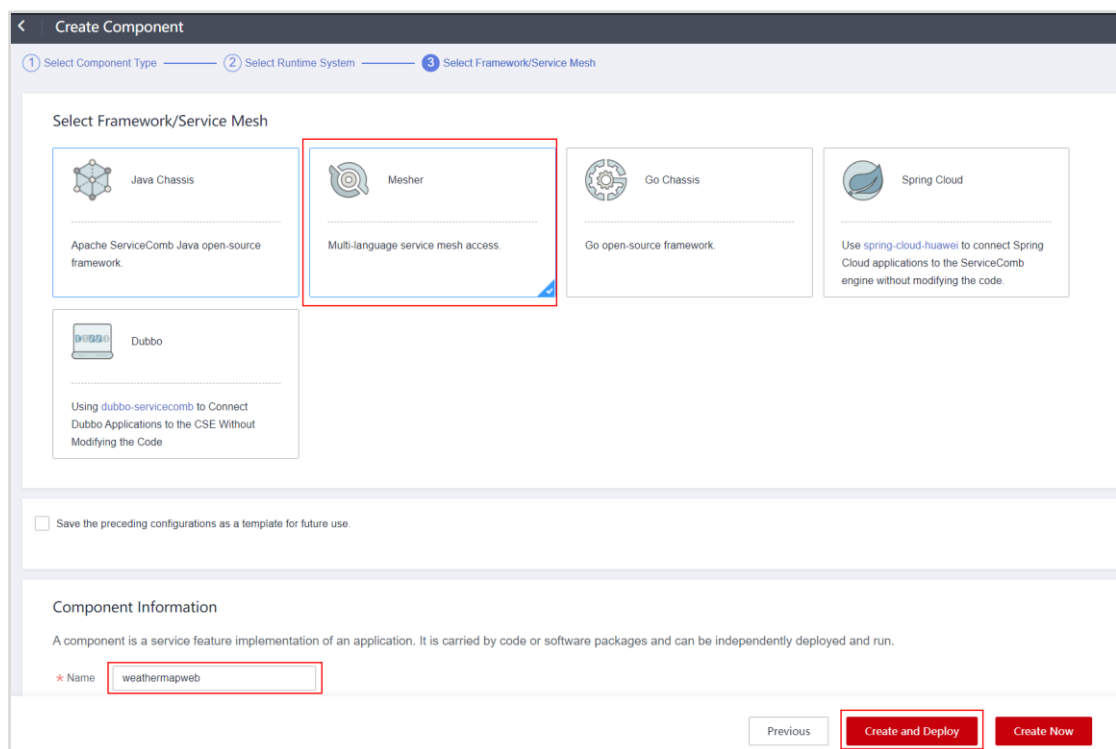 Create Component
1 Select Component Type 2 Select Runtime System 3 Select Framework/Service Mesh
Select Framework/Service Mesh
Java Chassis
Apache ServiceComb Java open-source
framework.
Mesher
Multi-language service mesh access.
Go Chassis
Go open-source framework.
Spring Cloud
Use spring-cloud-huawei to connect Spring
Cloud applications to the ServiceComb
engine without modifying the code.
DUBBO
Dubbo
Using dubbo-servicecomb to Connect
Dubbo Applications to the CSE Without
Modifying the Code
Save the preceding configurations as a template for future use.
Component Information
A component is a service feature implementation of an application. It is carried by code or software packages and can be independently deployed and run.
* Name weathermapweb
Previous Create and Deploy Create Now